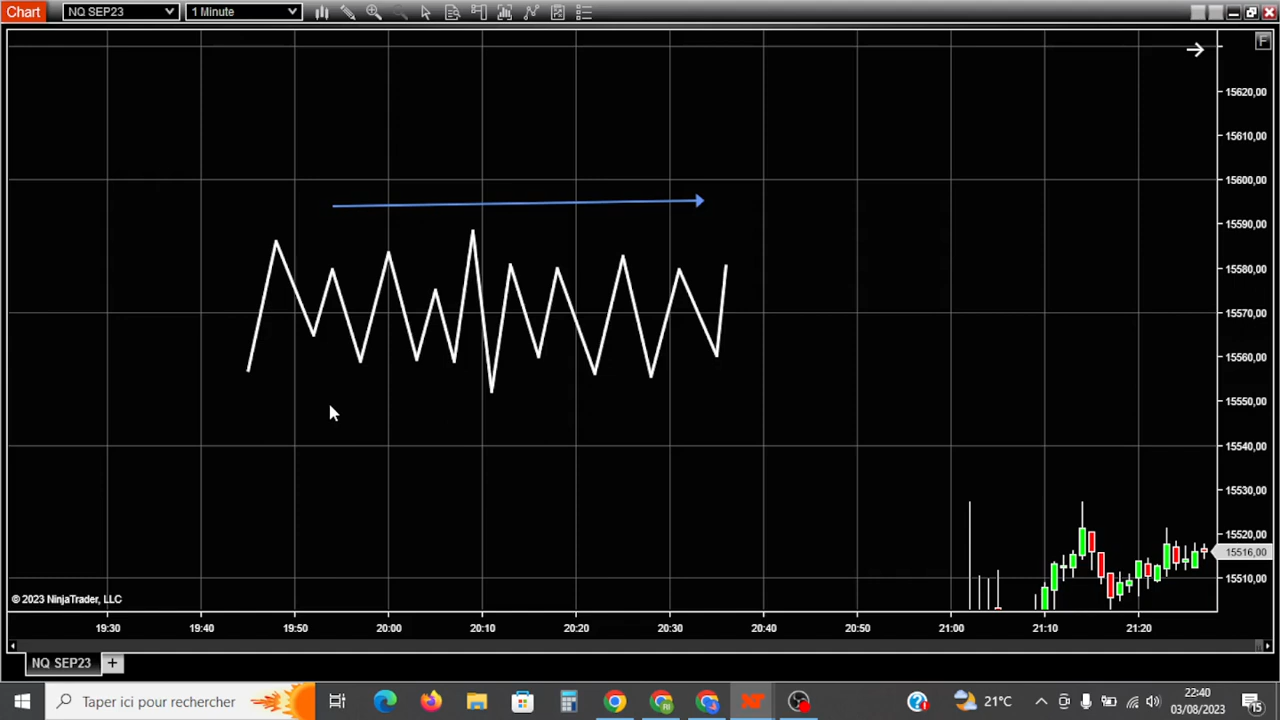 Chart NQ SEP23 1 Minute
F
15620,00
15610,00
15600,00
15590,00
15580,00
15570,00
15560,00
15550,00
15540,00
15530,00
15520,00
15516,00
15510,00
© 2023 NinjaTrader, LLC
19:30 19:40 19:50 20:00 20:10 20:20 20:30 20:40 20:50 21:00 21:10 21:20
NQ SEP23 +
Taper ici pour rechercher
21°C
22:40
03/08/2023
15